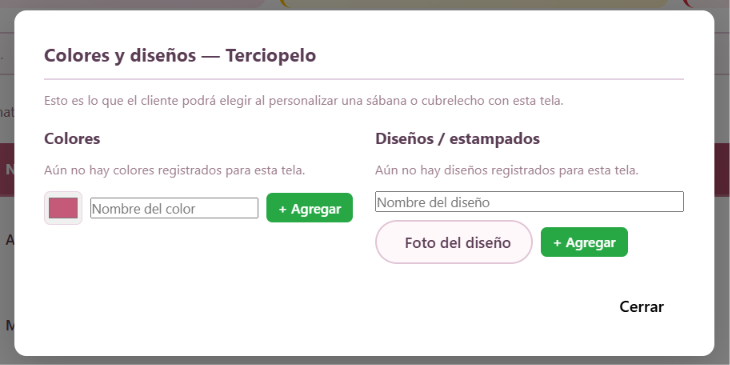 Colores y diseños — Terciopelo
Esto es lo que el cliente podrá elegir al personalizar una sábana o cubrelecho con esta tela.
Colores
Aún no hay colores registrados para esta tela.
Nombre del color
+ Agregar
Diseños / estampados
Aún no hay diseños registrados para esta tela.
Nombre del diseño
Foto del diseño
+ Agregar
Cerrar